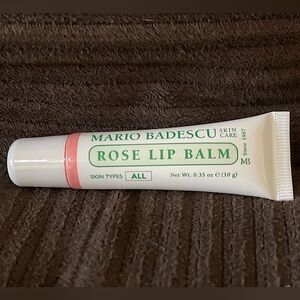 MARIO BADESCU SKIN CARE
ROSE LIP BALM
Since 1967
MB
SKIN TYPES ALL
Net Wt. 0.35 oz ℮ (10 g)